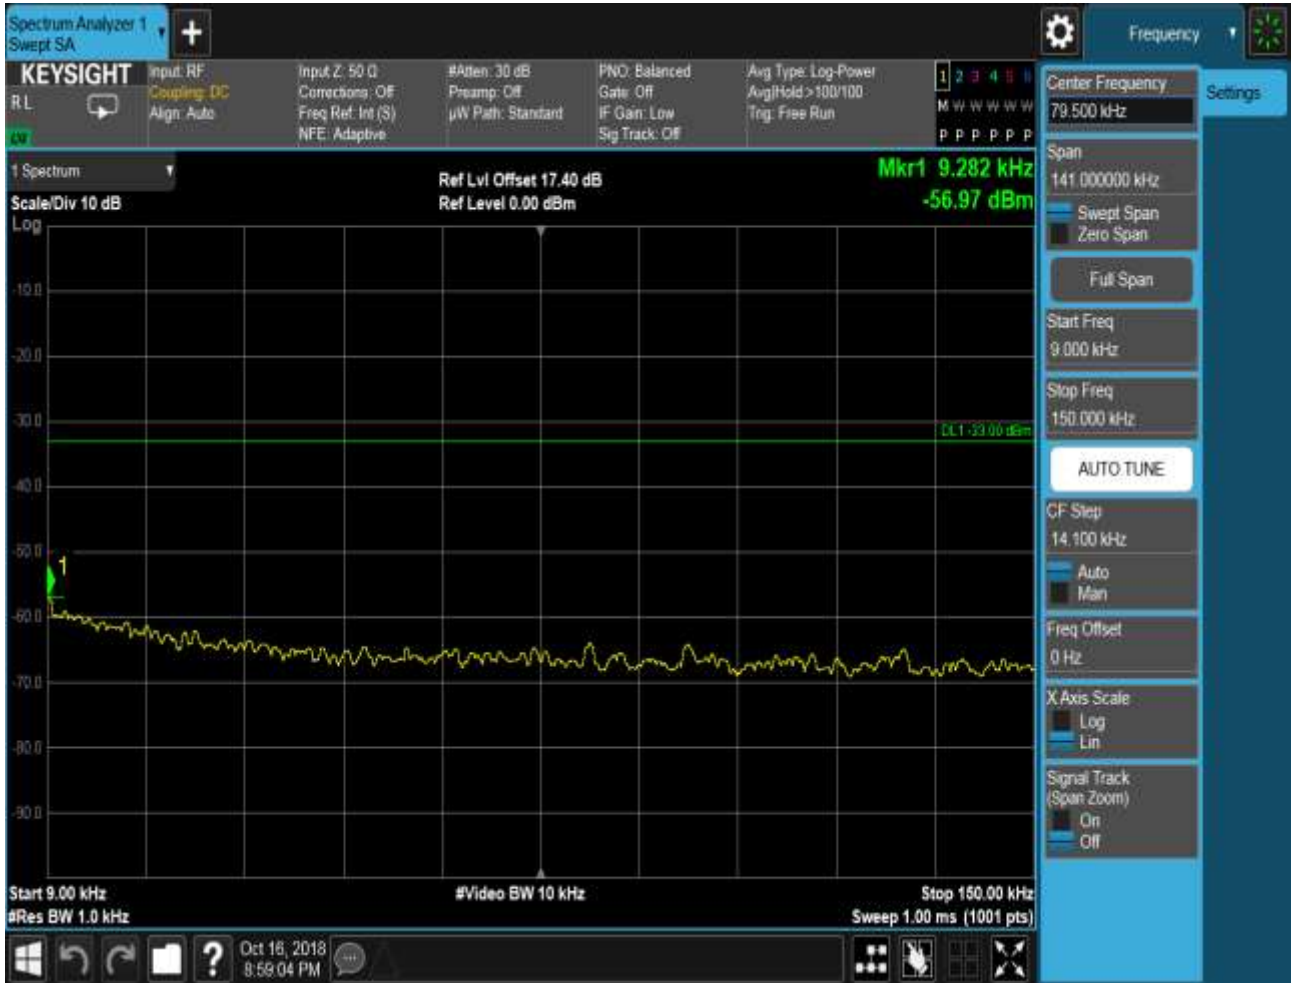 Spectrum Analyzer 1
Swept SA
+
Frequency
KEYSIGHT
R L
LXI
Input: RF
Coupling: DC
Align: Auto
Input Z: 50 Ω
Corrections: Off
Freq Ref: Int (S)
NFE: Adaptive
#Atten: 30 dB
Preamp: Off
µW Path: Standard
PNO: Balanced
Gate: Off
IF Gain: Low
Sig Track: Off
Avg Type: Log-Power
Avg|Hold:>100/100
Trig: Free Run
1 2 3 4 5 6
M W W W W W
P P P P P P
1 Spectrum
Scale/Div 10 dB
Log
Ref Lvl Offset 17.40 dB
Ref Level 0.00 dBm
Mkr1 9.282 kHz
-56.97 dBm
-10.0
-20.0
-30.0
DL1 -33.00 dBm
-40.0
-50.0
1
-60.0
-70.0
-80.0
-90.0
Start 9.00 kHz
#Res BW 1.0 kHz
#Video BW 10 kHz
Stop 150.00 kHz
Sweep 1.00 ms (1001 pts)
Center Frequency
79.500 kHz
Settings
Span
141.000000 kHz
Swept Span
Zero Span
Full Span
Start Freq
9.000 kHz
Stop Freq
150.000 kHz
AUTO TUNE
CF Step
14.100 kHz
Auto
Man
Freq Offset
0 Hz
X Axis Scale
Log
Lin
Signal Track
(Span Zoom)
On
Off
?
Oct 16, 2018
8:59:04 PM